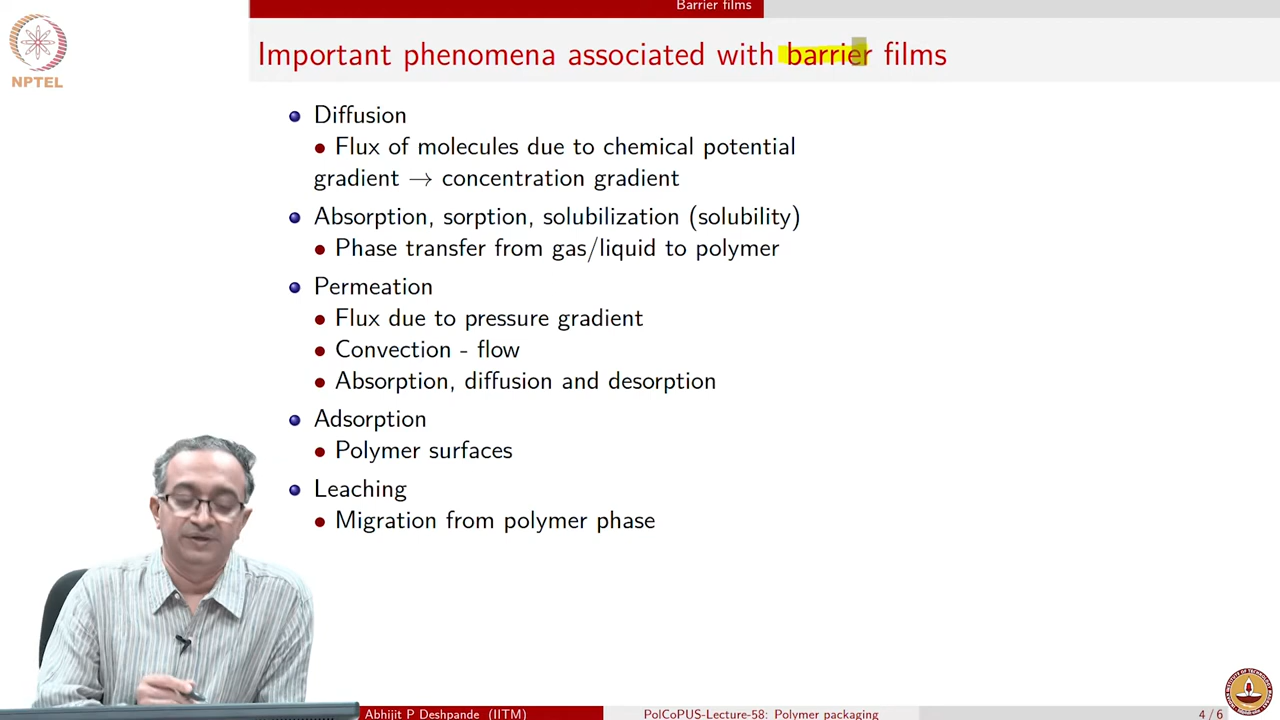 Barrier films
NPTEL
Important phenomena associated with barrier films
Diffusion
Flux of molecules due to chemical potential
gradient → concentration gradient
Absorption, sorption, solubilization (solubility)
Phase transfer from gas/liquid to polymer
Permeation
Flux due to pressure gradient
Convection - flow
Absorption, diffusion and desorption
Adsorption
Polymer surfaces
Leaching
Migration from polymer phase
Abhijit P Deshpande (IITM)
PolCoPUS-Lecture-58: Polymer packaging
4 / 6